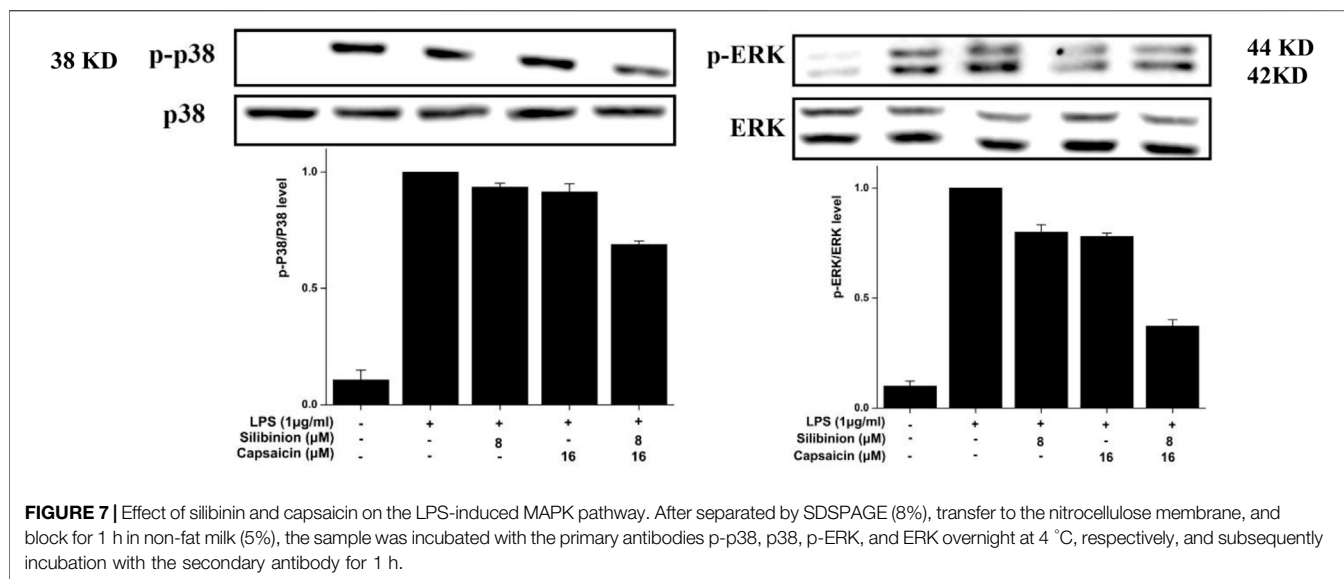 38 KD p-p38
p38
p-ERK 44 KD
42KD
ERK
p-P38/P38 level
1.0
0.5
0.0
LPS (1μg/ml) - + + + +
Silibinion (μM) - - 8 - 8
Capsaicin (μM) - - - 16 16
p-ERK/ERK level
1.0
0.5
0.0
LPS (1μg/ml) - + + + +
Silibinion (μM) - - 8 - 8
Capsaicin (μM) - - - 16 16
FIGURE 7 | Effect of silibinin and capsaicin on the LPS-induced MAPK pathway. After separated by SDSPAGE (8%), transfer to the nitrocellulose membrane, and
block for 1 h in non-fat milk (5%), the sample was incubated with the primary antibodies p-p38, p38, p-ERK, and ERK overnight at 4 °C, respectively, and subsequently
incubation with the secondary antibody for 1 h.